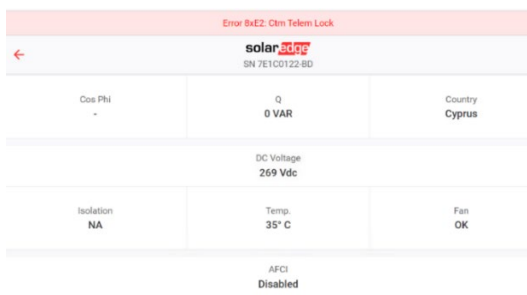 Error 8xE2: Ctrn Telem Lock
solaredge
SN 7E1C0122-BD
Cos Phi Q Country
- 0 VAR Cyprus
DC Voltage
269 Vdc
Isolation Temp. Fan
NA 35° C OK
AFCI
Disabled